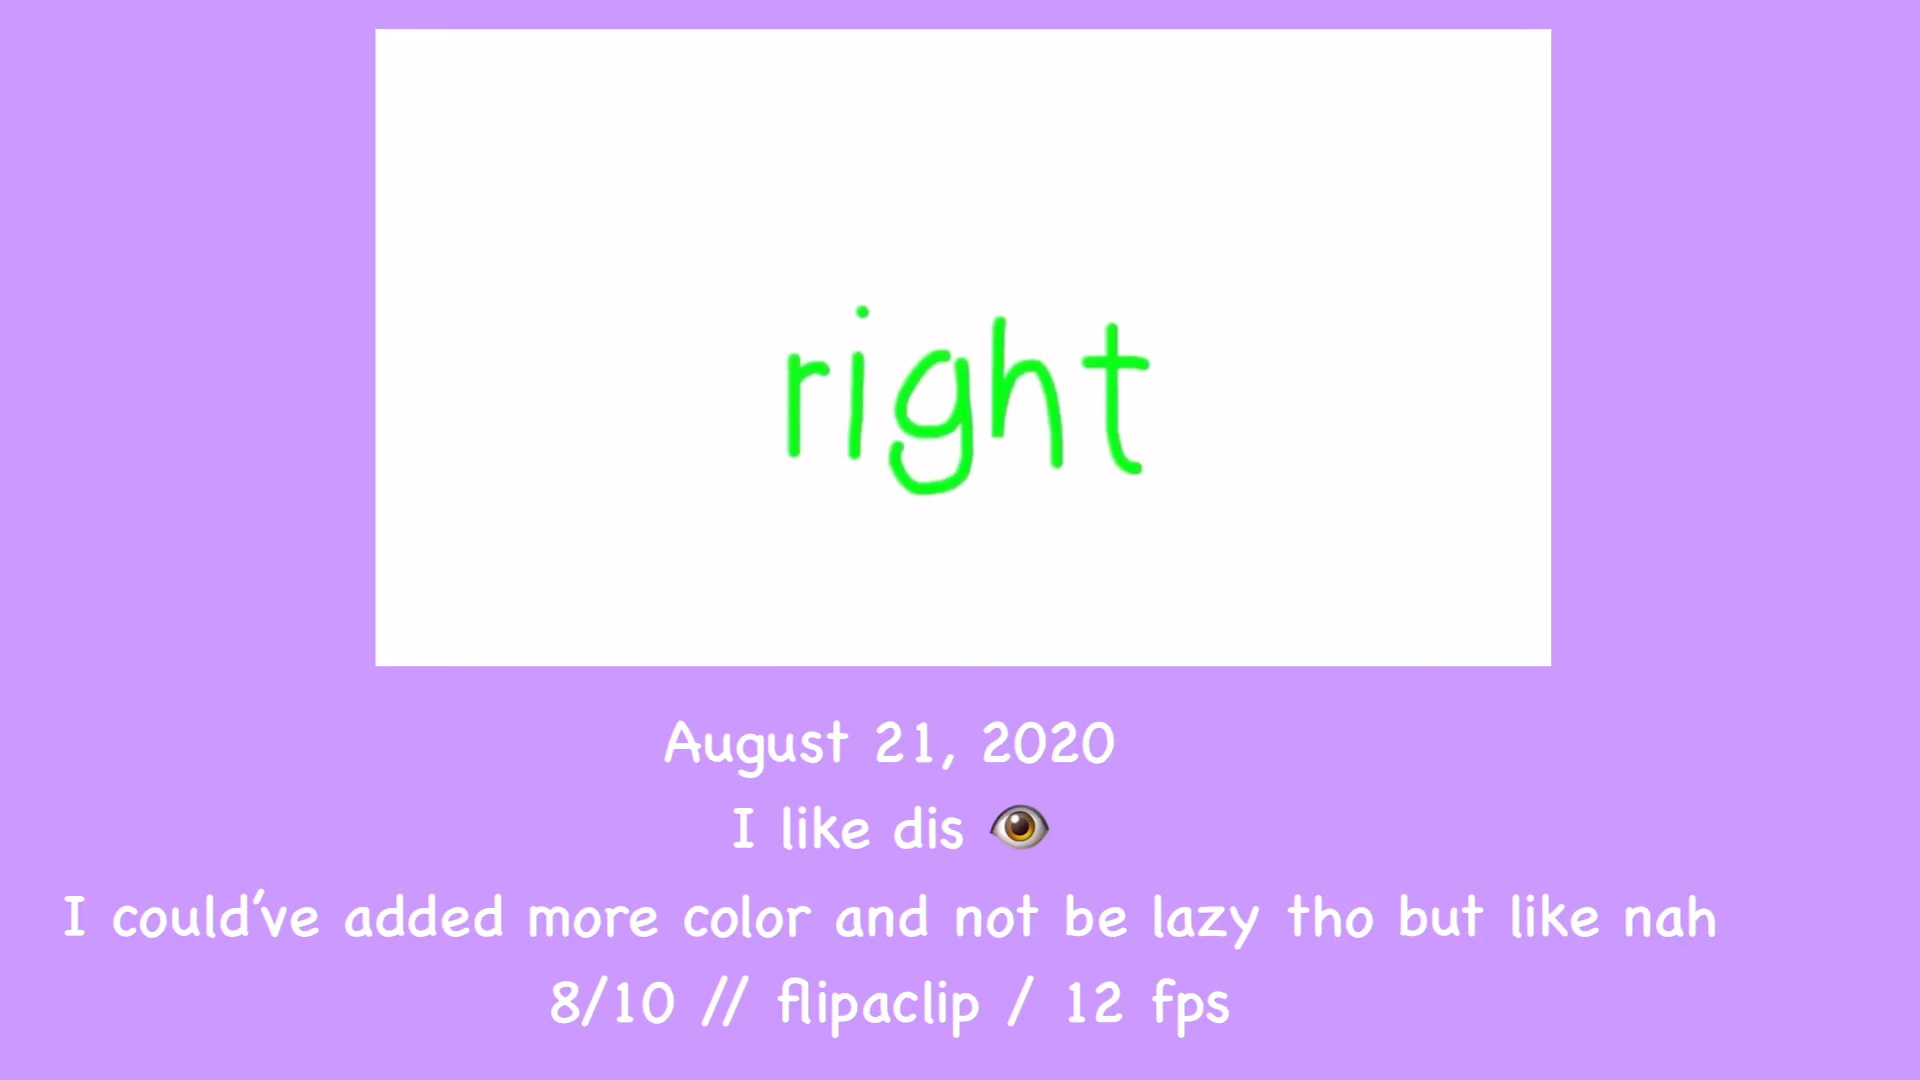 right
August 21, 2020
I like dis 👁️
I could've added more color and not be lazy tho but like nah
8/10 // flipaclip / 12 fps